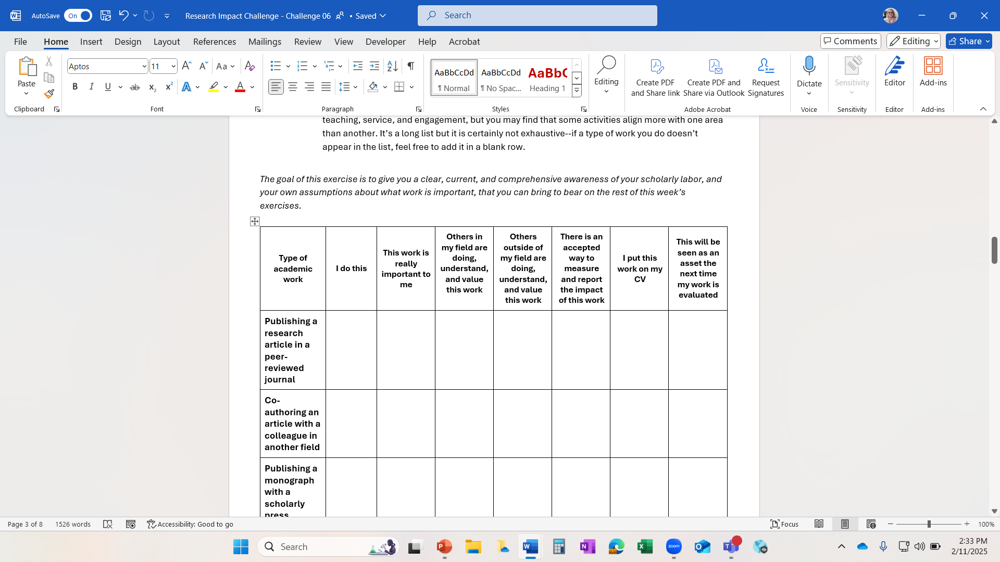 AutoSave On Research Impact Challenge - Challenge 06 • Saved Search
File Home Insert Design Layout References Mailings Review View Developer Help Acrobat Comments Editing Share
Paste
Clipboard
Aptos 11
Font
Paragraph
AaBbCcDd AaBbCcDd AaBbC
¶ Normal ¶ No Spac... Heading 1
Styles
Editing
Create PDF
and Share link
Create PDF and
Share via Outlook
Request
Signatures
Adobe Acrobat
Dictate
Voice
Sensitivity
Sensitivity
Editor
Editor
Add-ins
Add-ins
teaching, service, and engagement, but you may find that some activities align more with one area
than another. It’s a long list but it is certainly not exhaustive--if a type of work you do doesn’t
appear in the list, feel free to add it in a blank row.
The goal of this exercise is to give you a clear, current, and comprehensive awareness of your scholarly labor, and
your own assumptions about what work is important, that you can bring to bear on the rest of this week’s
exercises.
Type of
academic
work
I do this
This work is
really
important to
me
Others in
my field are
doing,
understand,
and value
this work
Others
outside of
my field are
doing,
understand,
and value
this work
There is an
accepted
way to
measure
and report
the impact
of this work
I put this
work on my
CV
This will be
seen as an
asset the
next time
my work is
evaluated
Publishing a
research
article in a
peer-
reviewed
journal
Co-
authoring an
article with a
colleague in
another field
Publishing a
monograph
with a
scholarly
press
Page 3 of 8 1526 words Accessibility: Good to go Focus 100%
Search
zoom
2:33 PM
2/11/2025